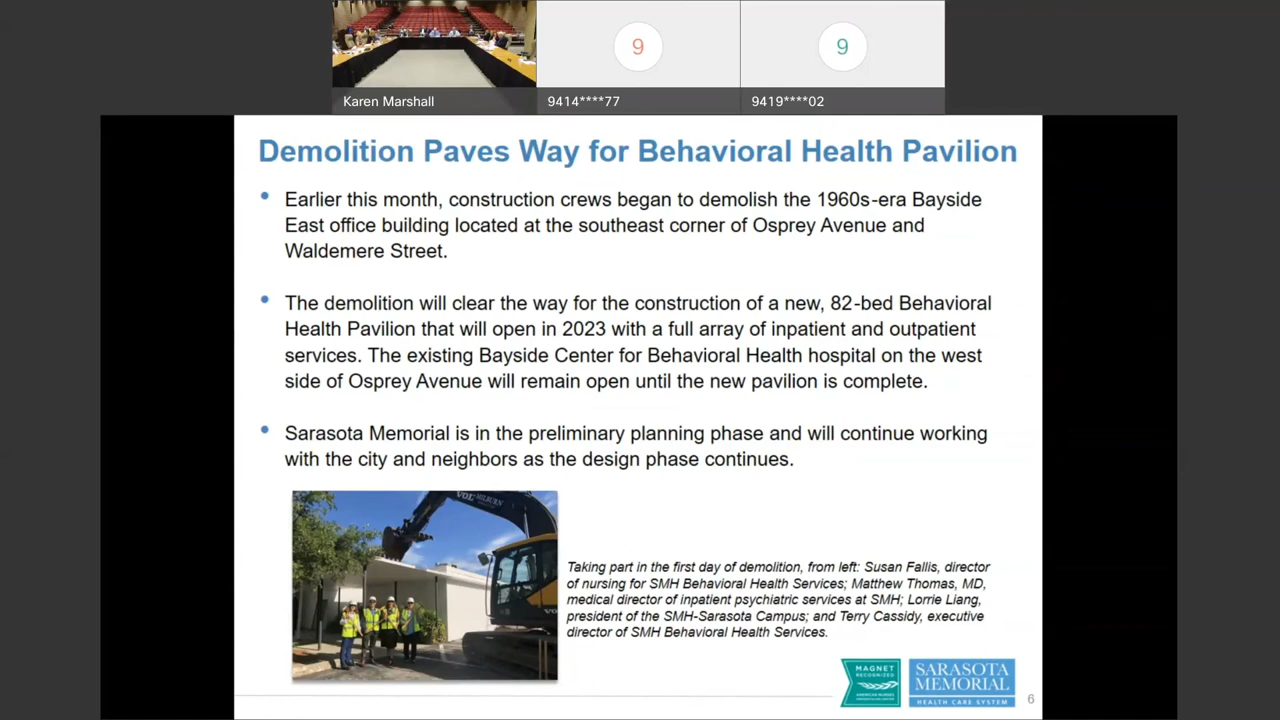 9
9
Karen Marshall
9414****77
9419****02
Demolition Paves Way for Behavioral Health Pavilion
• Earlier this month, construction crews began to demolish the 1960s-era Bayside
East office building located at the southeast corner of Osprey Avenue and
Waldemere Street.
• The demolition will clear the way for the construction of a new, 82-bed Behavioral
Health Pavilion that will open in 2023 with a full array of inpatient and outpatient
services. The existing Bayside Center for Behavioral Health hospital on the west
side of Osprey Avenue will remain open until the new pavilion is complete.
• Sarasota Memorial is in the preliminary planning phase and will continue working
with the city and neighbors as the design phase continues.
Taking part in the first day of demolition, from left: Susan Fallis, director
of nursing for SMH Behavioral Health Services; Matthew Thomas, MD,
medical director of inpatient psychiatric services at SMH; Lorrie Liang,
president of the SMH-Sarasota Campus; and Terry Cassidy, executive
director of SMH Behavioral Health Services.
MAGNET
RECOGNIZED
SARASOTA
MEMORIAL
HEALTH CARE SYSTEM
6